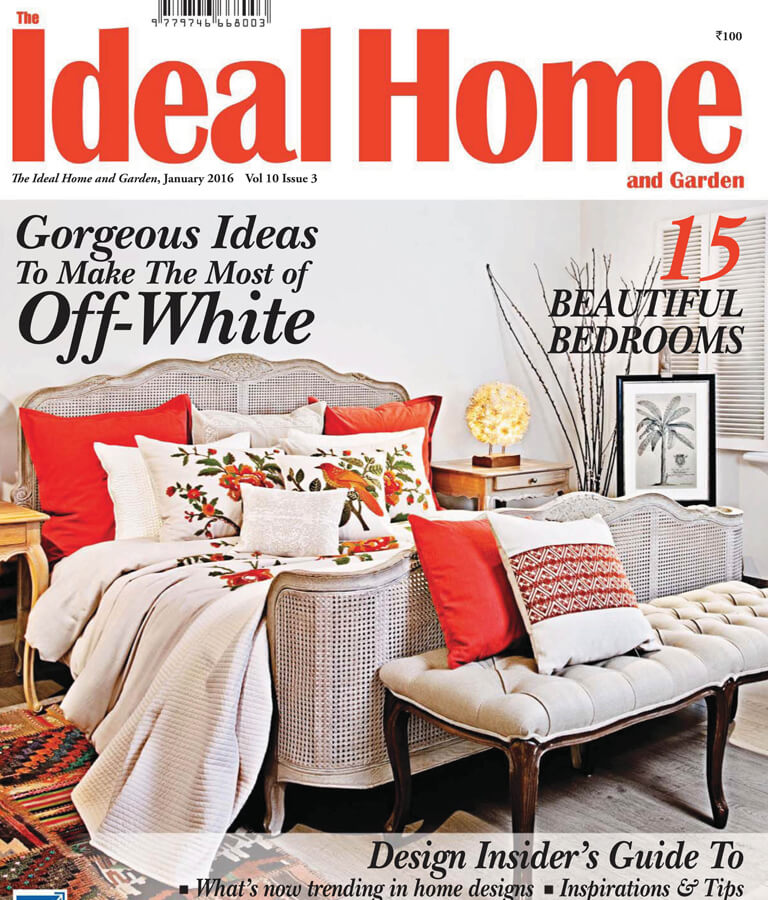 The
9 779746 668003
₹100
Ideal Home
The Ideal Home and Garden, January 2016 Vol 10 Issue 3
and Garden
Gorgeous Ideas
To Make The Most of
Off-White
15
BEAUTIFUL
BEDROOMS
Design Insider's Guide To
■ What's now trending in home designs ■ Inspirations & Tips